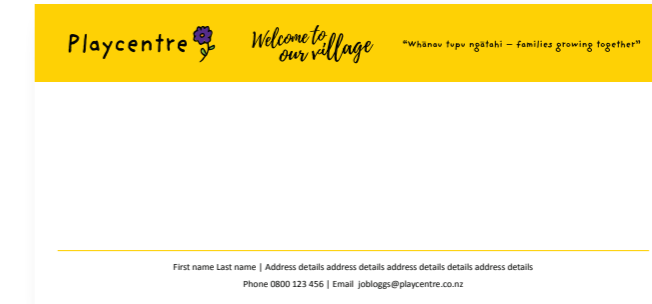 Playcentre
Welcome to
our village
"Whānau tupu ngātahi – families growing together"
First name Last name | Address details address details address details details address details
Phone 0800 123 456 | Email jobloggs@playcentre.co.nz